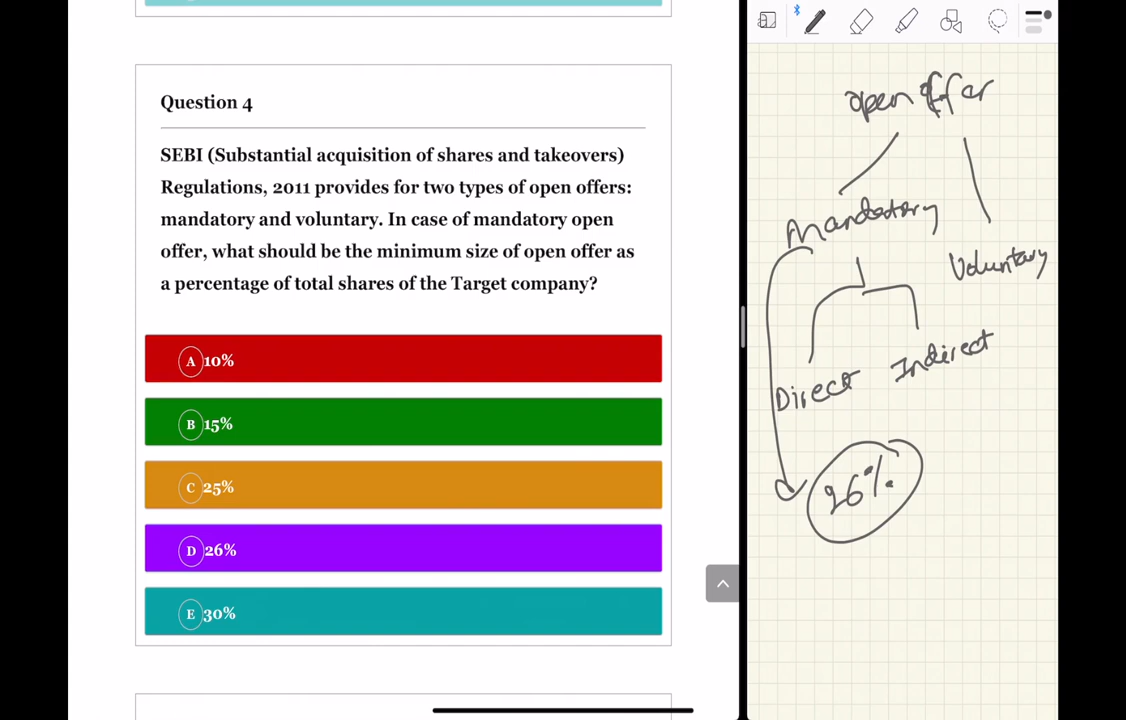 Question 4
SEBI (Substantial acquisition of shares and takeovers)
Regulations, 2011 provides for two types of open offers:
mandatory and voluntary. In case of mandatory open
offer, what should be the minimum size of open offer as
a percentage of total shares of the Target company?
A 10%
B 15%
C 25%
D 26%
E 30%
open offer
Mandatory
Voluntary
Direct
Indirect
26%